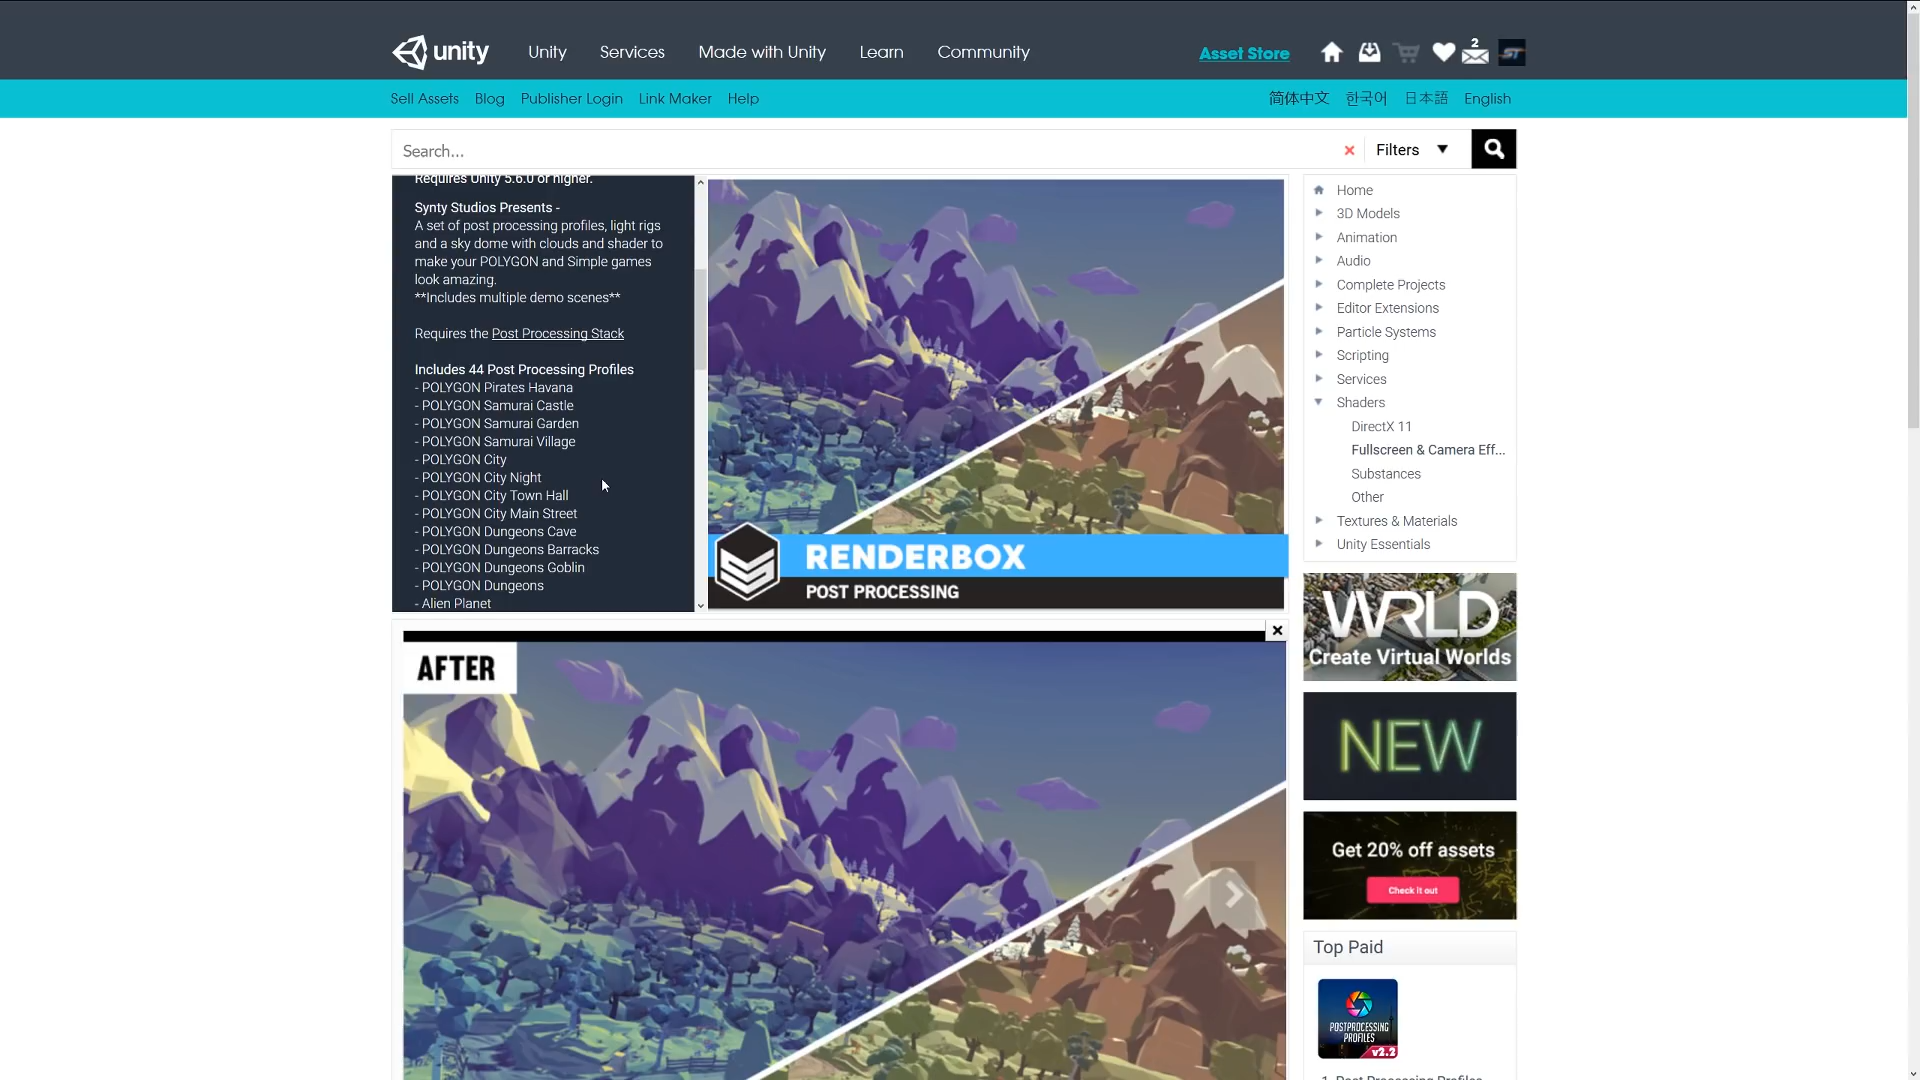 unity
Unity
Services
Made with Unity
Learn
Community
Asset Store
2
ST
Sell Assets
Blog
Publisher Login
Link Maker
Help
简体中文
한국어
日本語
English
Search...
Filters
Requires Unity 5.6.0 or higher.
Synty Studios Presents -
A set of post processing profiles, light rigs
and a sky dome with clouds and shader to
make your POLYGON and Simple games
look amazing.
**Includes multiple demo scenes**
Requires the Post Processing Stack
Includes 44 Post Processing Profiles
- POLYGON Pirates Havana
- POLYGON Samurai Castle
- POLYGON Samurai Garden
- POLYGON Samurai Village
- POLYGON City
- POLYGON City Night
- POLYGON City Town Hall
- POLYGON City Main Street
- POLYGON Dungeons Cave
- POLYGON Dungeons Barracks
- POLYGON Dungeons Goblin
- POLYGON Dungeons
- Alien Planet
RENDERBOX
POST PROCESSING
AFTER
Home
3D Models
Animation
Audio
Complete Projects
Editor Extensions
Particle Systems
Scripting
Services
Shaders
DirectX 11
Fullscreen & Camera Eff...
Substances
Other
Textures & Materials
Unity Essentials
WRLD
Create Virtual Worlds
NEW
Get 20% off assets
Check it out
Top Paid
POSTPROCESSING
PROFILES
v2.2
1. Post Processing Profiles